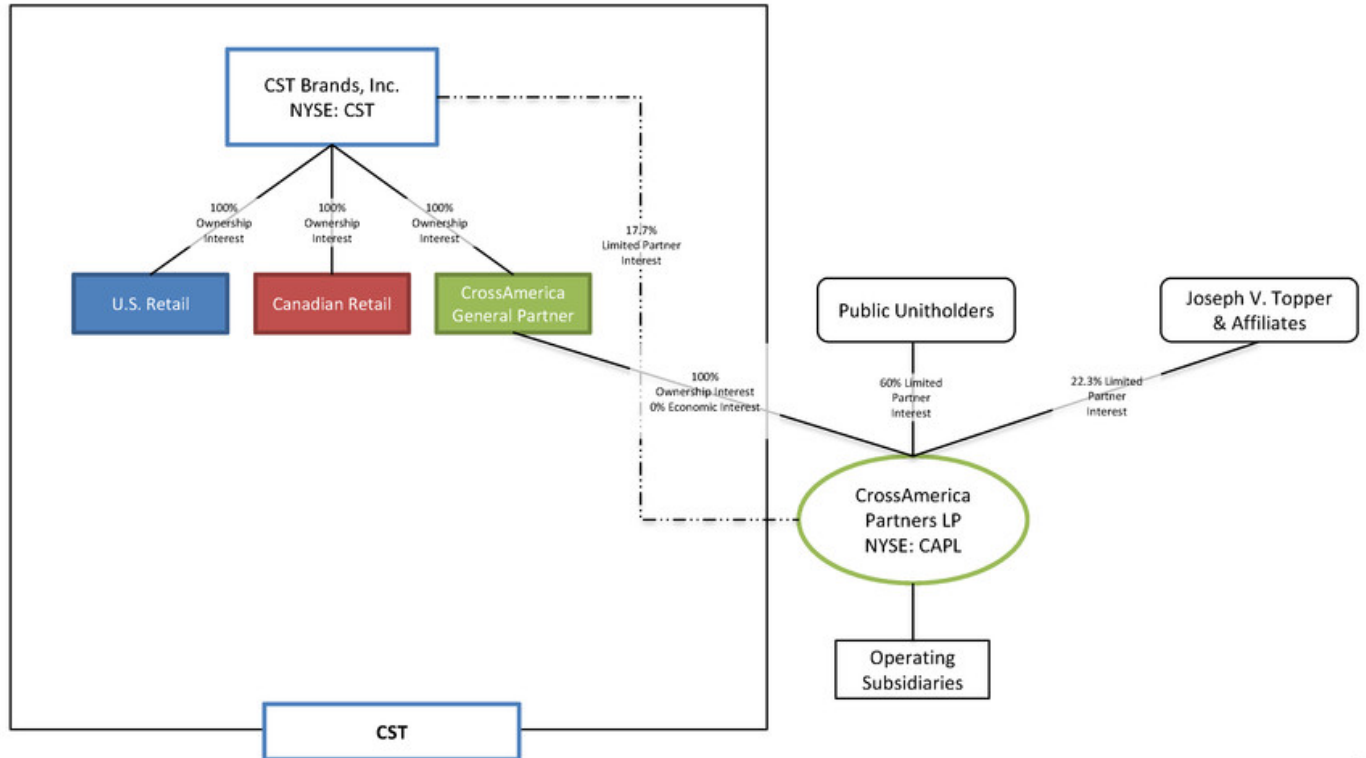 CST Brands, Inc.
NYSE: CST
100%
Ownership
Interest
100%
Ownership
Interest
100%
Ownership
Interest
17.7%
Limited Partner
Interest
U.S. Retail
Canadian Retail
CrossAmerica
General Partner
Public Unitholders
Joseph V. Topper
& Affiliates
100%
Ownership Interest
0% Economic Interest
60% Limited
Partner
Interest
22.3% Limited
Partner
Interest
CrossAmerica
Partners LP
NYSE: CAPL
Operating
Subsidiaries
CST